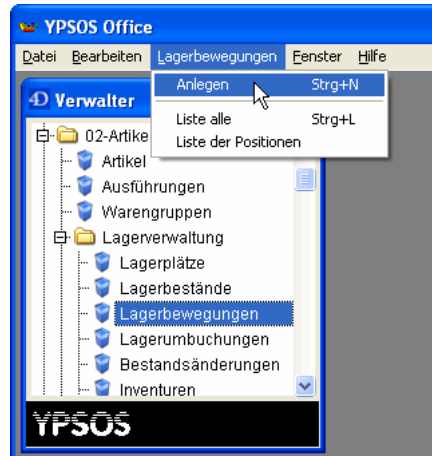 YPSOS Office
Datei Bearbeiten Lagerbewegungen Fenster Hilfe
Anlegen Strg+N
Liste alle Strg+L
Liste der Positionen
4D Verwalter
02-Artike
Artikel
Ausführungen
Warengruppen
Lagerverwaltung
Lagerplätze
Lagerbestände
Lagerbewegungen
Lagerumbuchungen
Bestandsänderungen
Inventuren
YPSOS